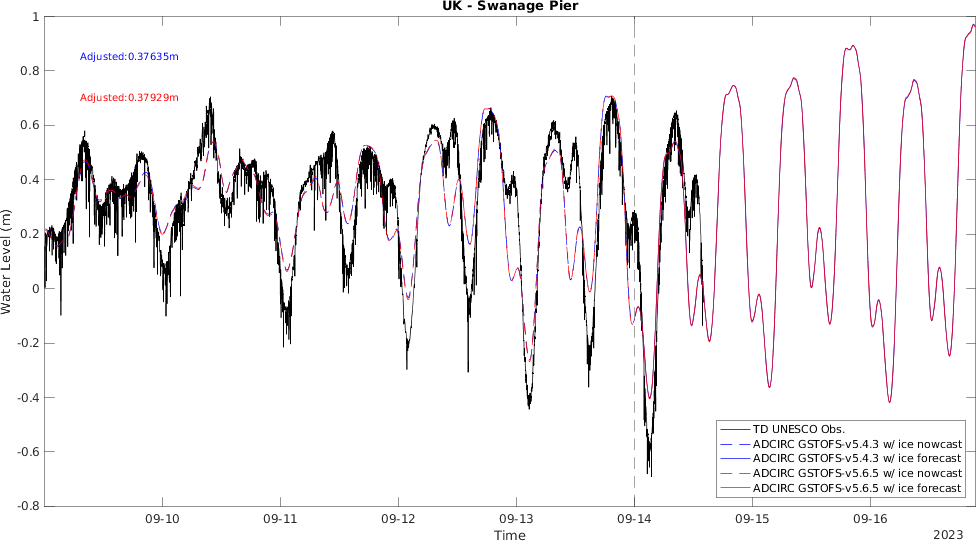 UK - Swanage Pier
Adjusted:0.37635m
Adjusted:0.37929m
Water Level (m)
1
0.8
0.6
0.4
0.2
0
-0.2
-0.4
-0.6
-0.8
TD UNESCO Obs.
ADCIRC GSTOFS-v5.4.3 w/ ice nowcast
ADCIRC GSTOFS-v5.4.3 w/ ice forecast
ADCIRC GSTOFS-v5.6.5 w/ ice nowcast
ADCIRC GSTOFS-v5.6.5 w/ ice forecast
09-10 09-11 09-12 09-13 09-14 09-15 09-16
Time
2023